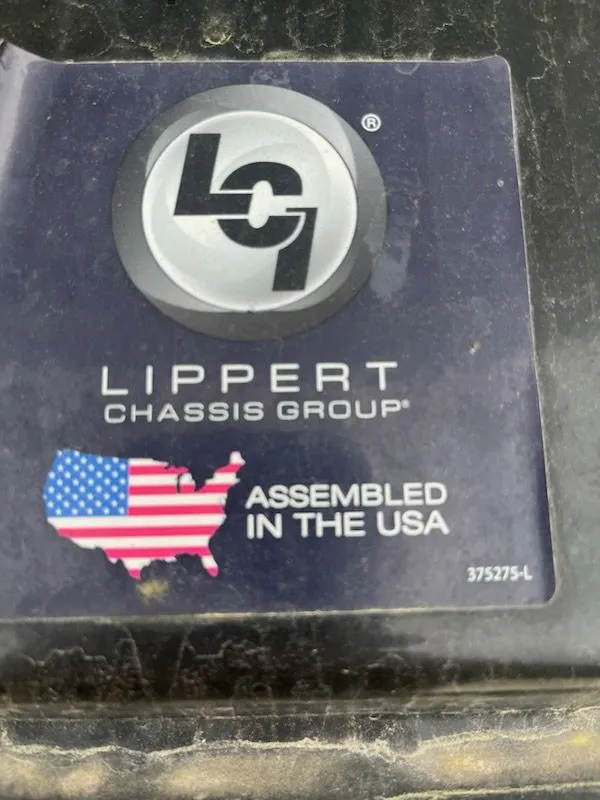 LCI®
LIPPERT
CHASSIS GROUP®
ASSEMBLED
IN THE USA
375275-L